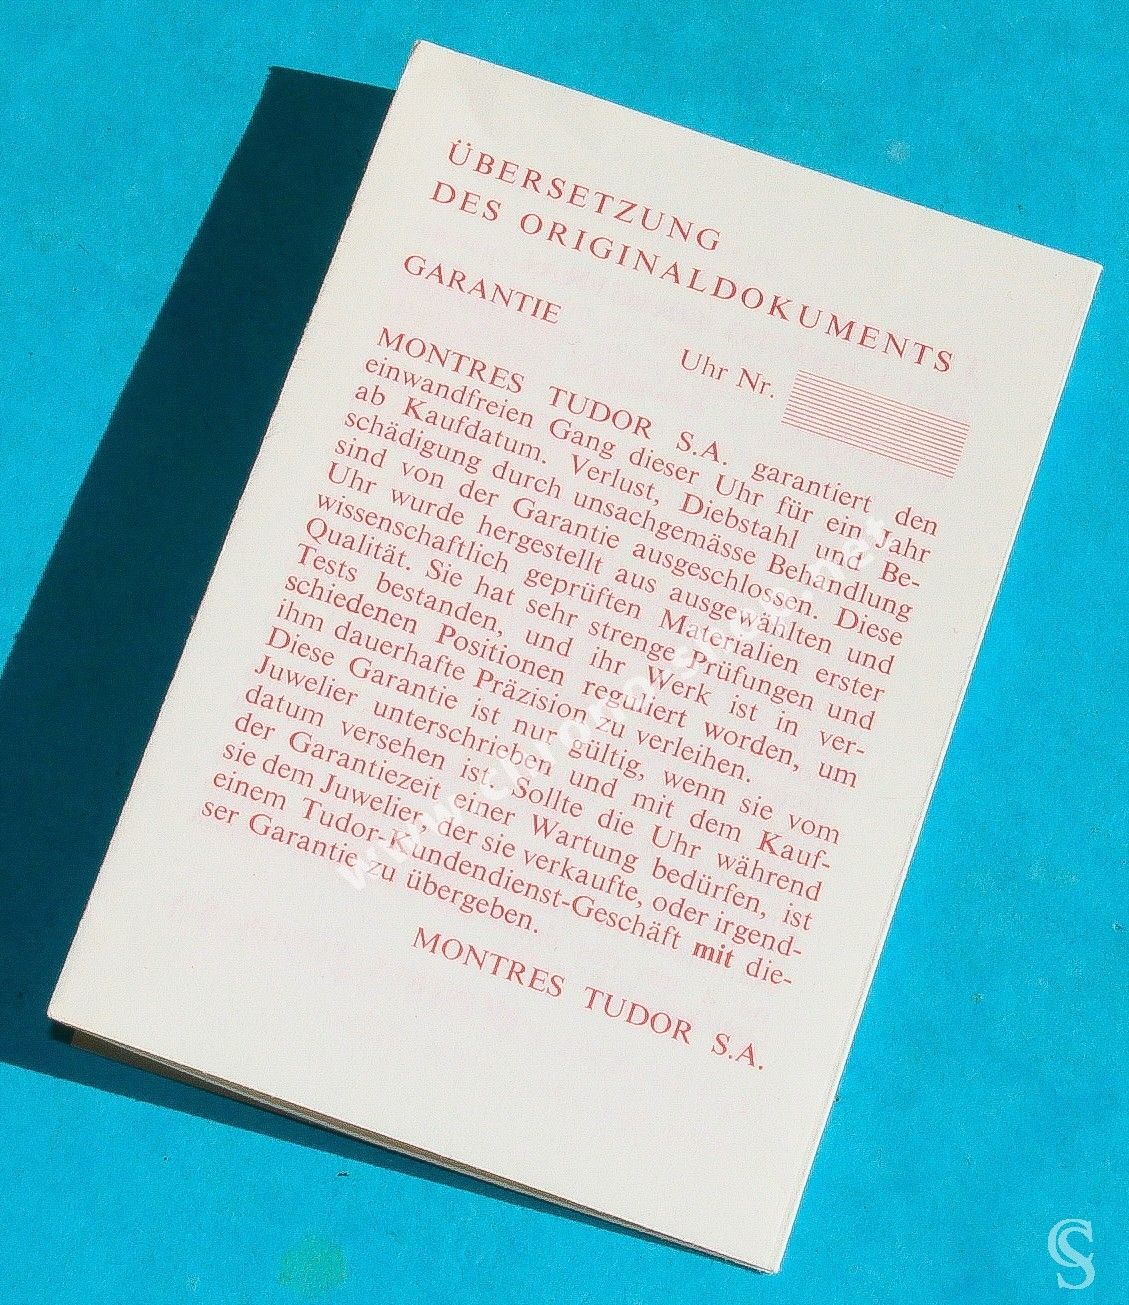 ÜBERSETZUNG
DES ORIGINALDOKUMENTS
GARANTIE
Uhr Nr.
MONTRES TUDOR S.A. garantiert den
einwandfreien Gang dieser Uhr für ein Jahr
ab Kaufdatum. Verlust, Diebstahl und Be-
schädigung durch unsachgemässe Behandlung
sind von der Garantie ausgeschlossen. Diese
Uhr wurde hergestellt aus ausgewählten und
wissenschaftlich geprüften Materialien erster
Qualität. Sie hat sehr strenge Prüfungen und
Tests bestanden, und ihr Werk ist in ver-
schiedenen Positionen reguliert worden, um
ihm dauerhafte Präzision zu verleihen.
Diese Garantie ist nur gültig, wenn sie vom
Juwelier unterschrieben und mit dem Kauf-
datum versehen ist. Sollte die Uhr während
der Garantiezeit einer Wartung bedürfen, ist
sie dem Juwelier, der sie verkaufte, oder irgend-
einem Tudor-Kundendienst-Geschäft mit die-
ser Garantie zu übergeben.
MONTRES TUDOR S.A.
www.chromoshop.net